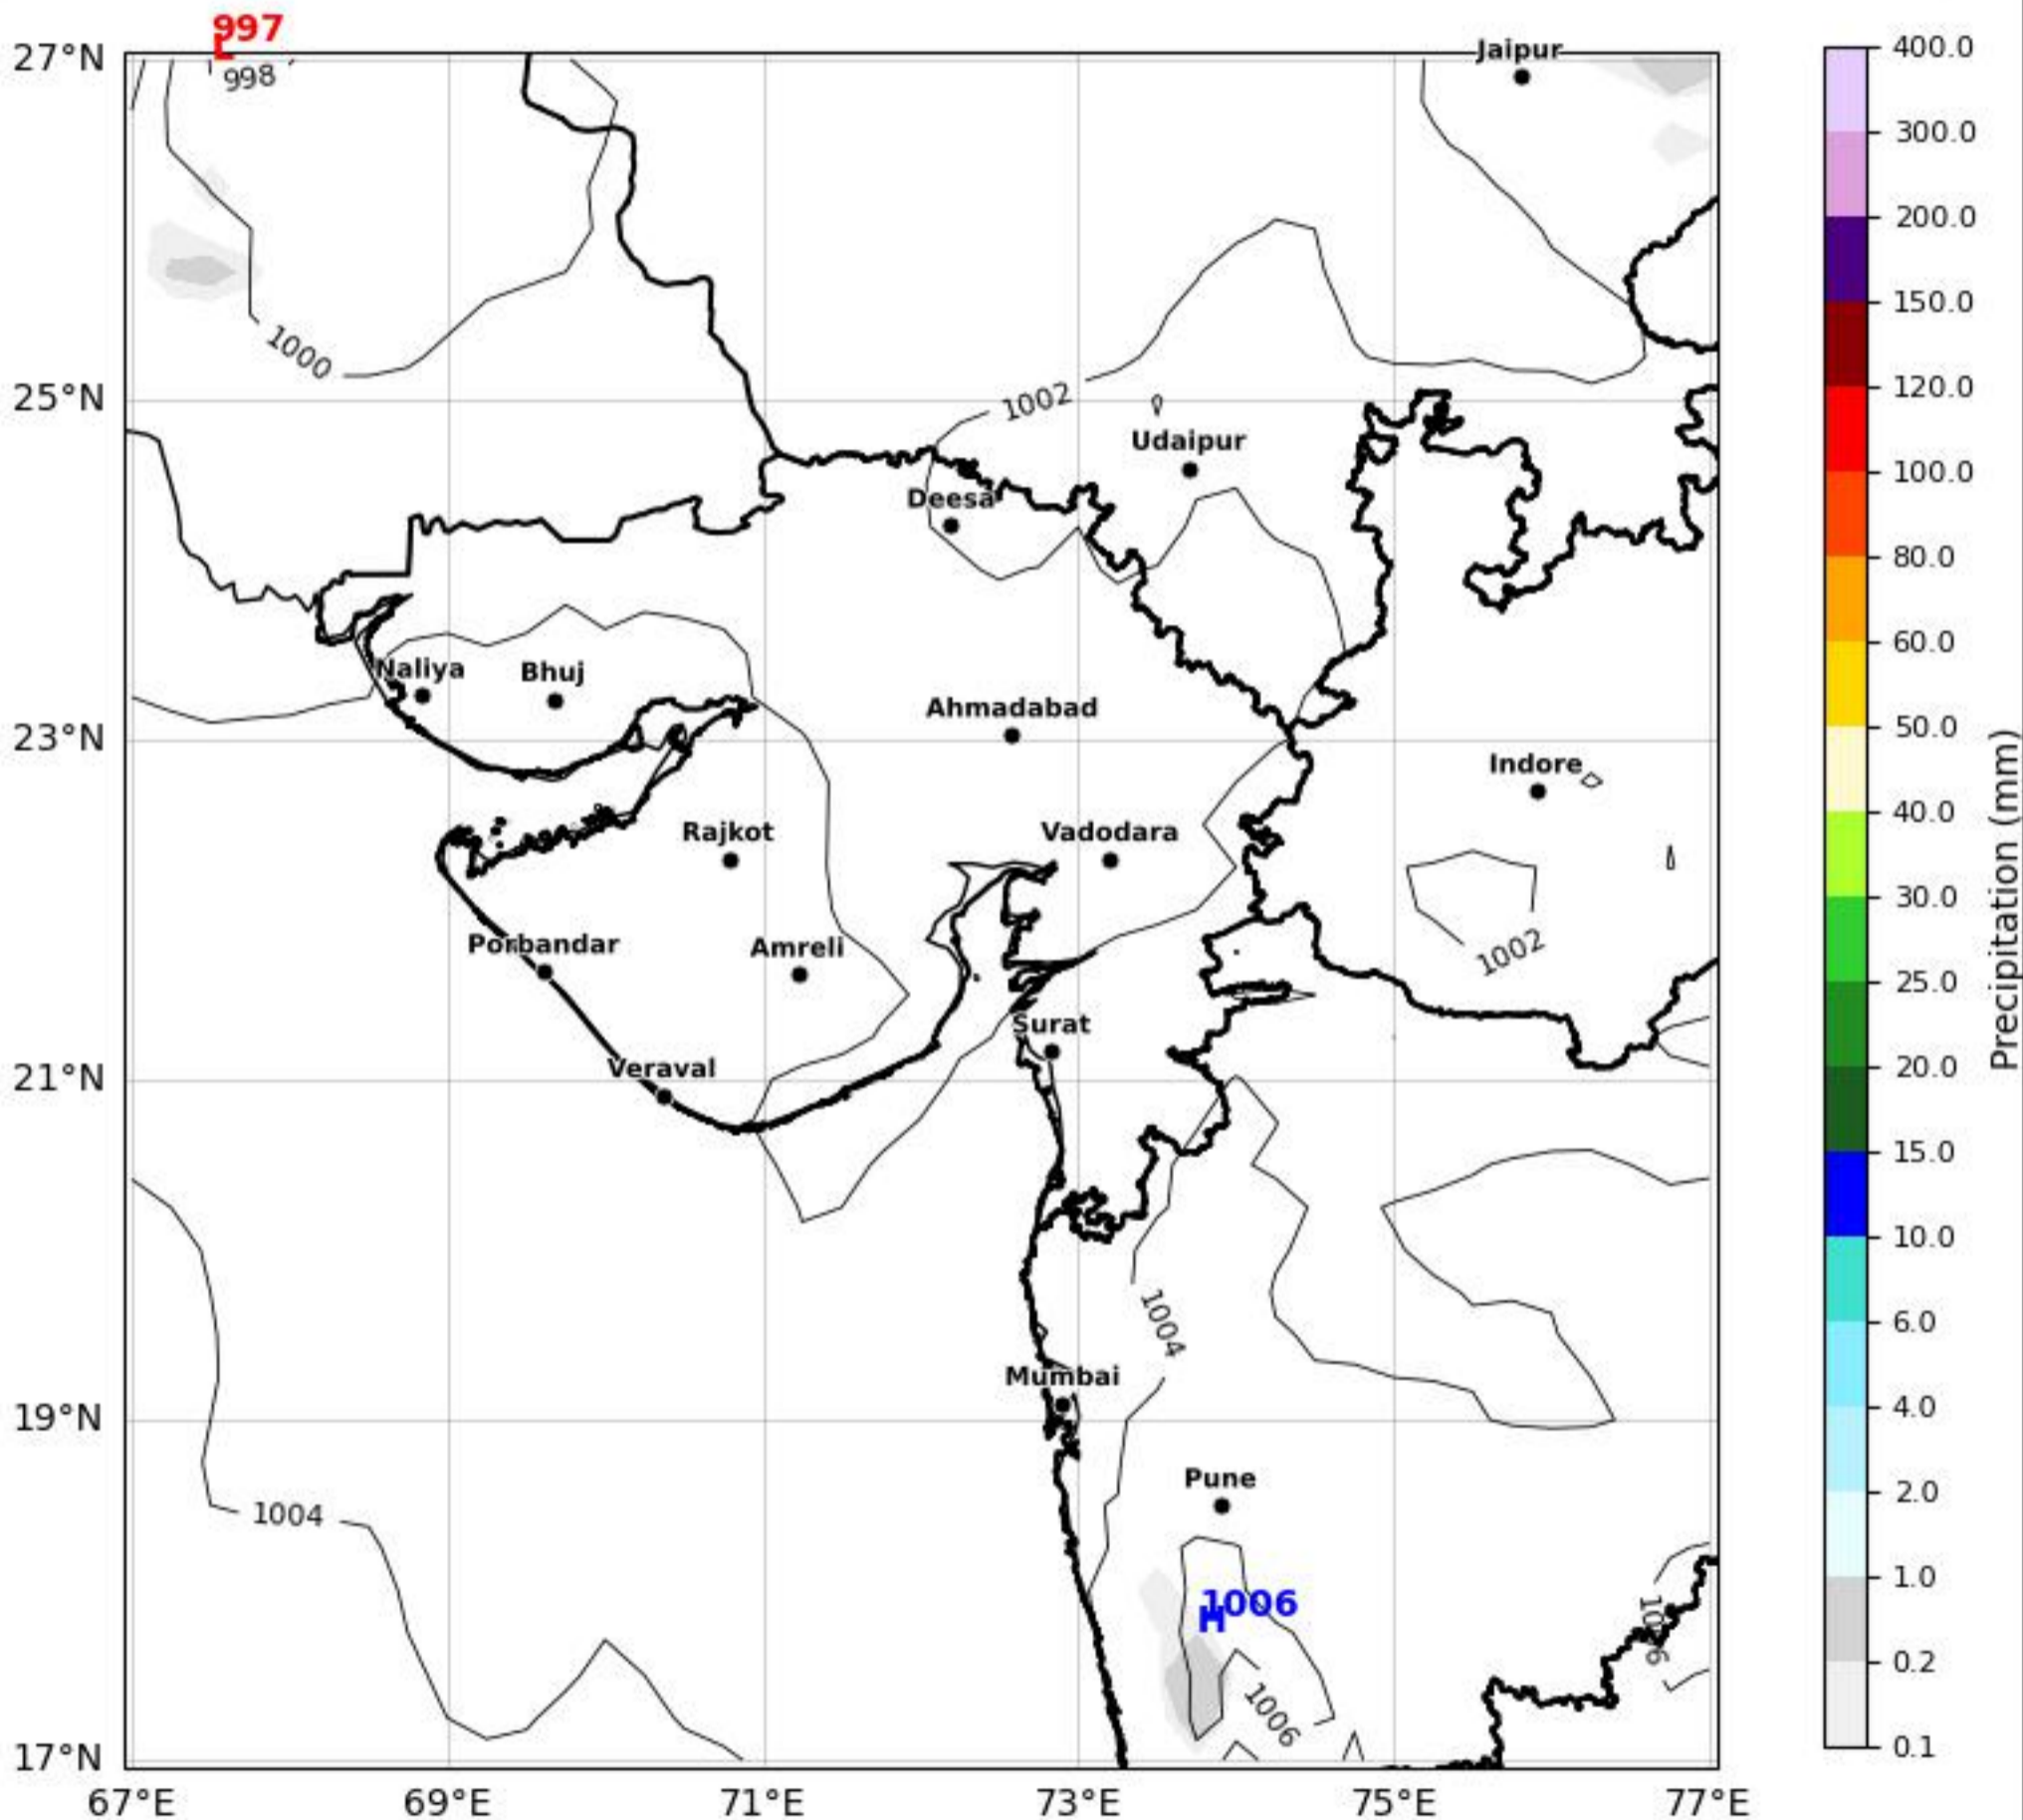 997
L
998
27°N
25°N
23°N
21°N
19°N
17°N
67°E
69°E
71°E
73°E
75°E
77°E
Jaipur
1000
1002
Udaipur
Deesa
Naliya
Bhuj
Ahmadabad
Indore
Rajkot
Vadodara
Porbandar
Amreli
1002
Surat
Veraval
1004
Mumbai
Pune
1004
1006
H
1006
1006
400.0
300.0
200.0
150.0
120.0
100.0
80.0
60.0
50.0
40.0
30.0
25.0
20.0
15.0
10.0
6.0
4.0
2.0
1.0
0.2
0.1
Precipitation (mm)